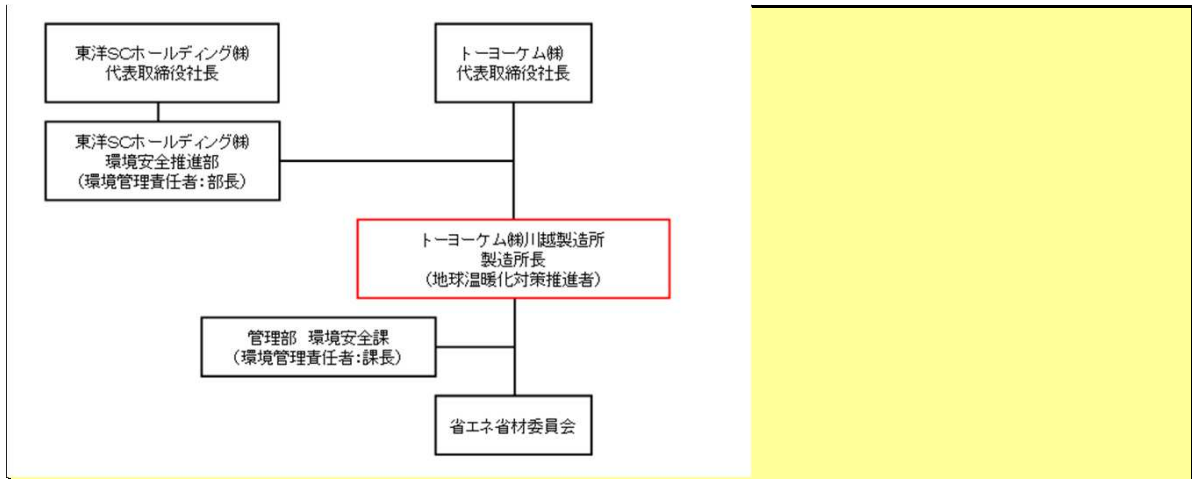 東洋SCホールディング㈱
代表取締役社長
トーヨーケム㈱
代表取締役社長
東洋SCホールディング㈱
環境安全推進部
(環境管理責任者:部長)
トーヨーケム㈱川越製造所
製造所長
(地球温暖化対策推進者)
管理部 環境安全課
(環境管理責任者:課長)
省エネ省材委員会